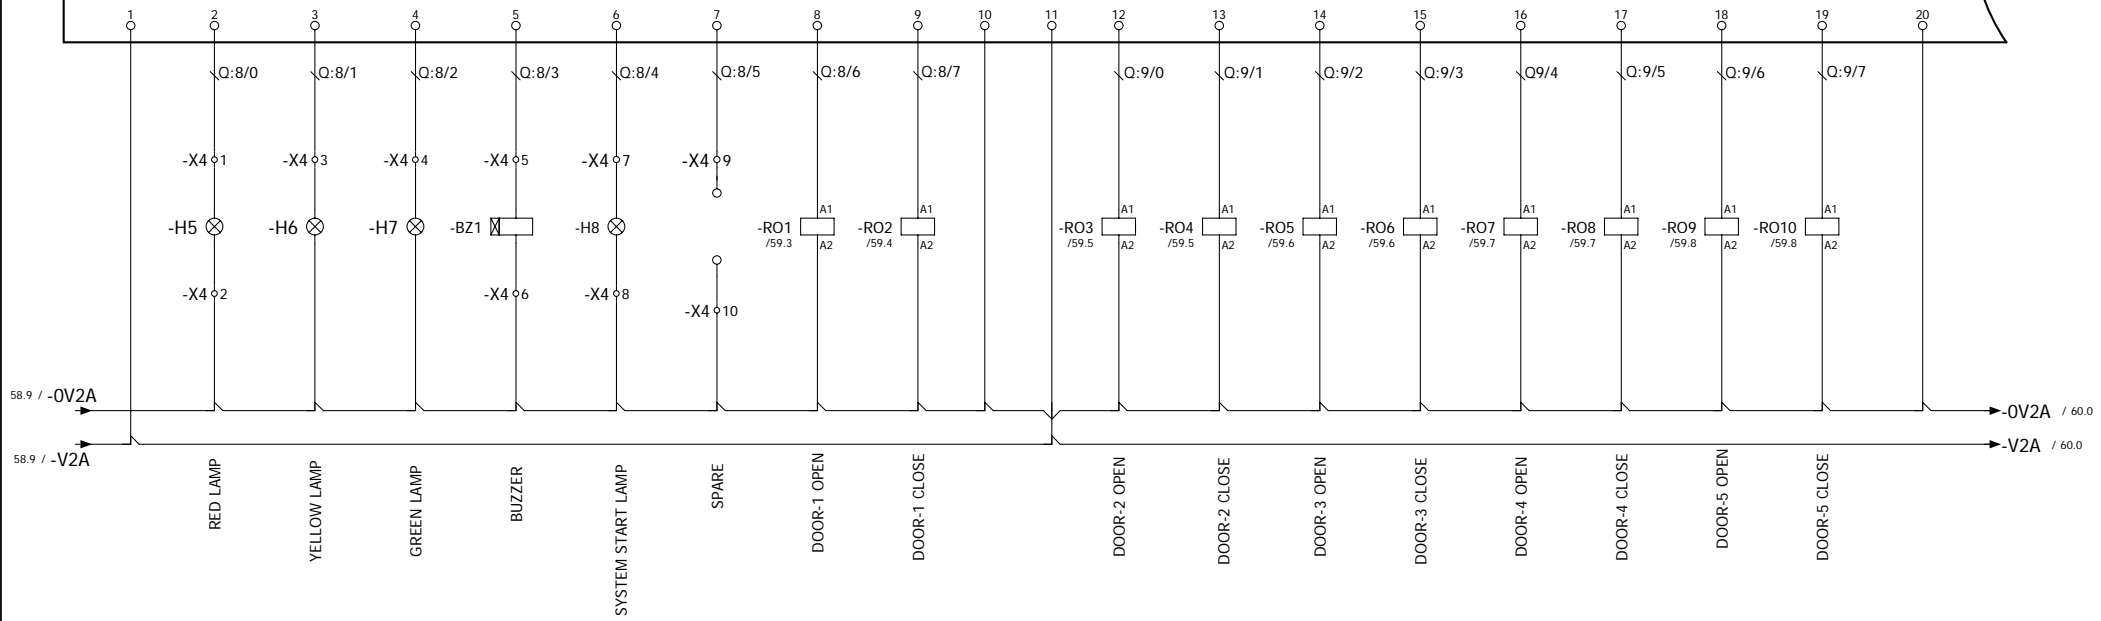 1 2 3 4 5 6 7 8 9 10 11 12 13 14 15 16 17 18 19 20
Q:8/0 Q:8/1 Q:8/2 Q:8/3 Q:8/4 Q:8/5 Q:8/6 Q:8/7 Q:9/0 Q:9/1 Q:9/2 Q:9/3 Q9/4 Q:9/5 Q:9/6 Q:9/7
-X4 1 -X4 3 -X4 4 -X4 5 -X4 7 -X4 9
A1 A1 A1 A1 A1 A1 A1 A1 A1 A1
-H5 -H6 -H7 -BZ1 -H8 -RO1 -RO2 -RO3 -RO4 -RO5 -RO6 -RO7 -RO8 -RO9 -RO10
/59.3 A2 /59.4 A2 /59.5 A2 /59.5 A2 /59.6 A2 /59.6 A2 /59.7 A2 /59.7 A2 /59.8 A2 /59.8 A2
-X4 2 -X4 6 -X4 8
-X4 10
58.9 / -0V2A
-0V2A / 60.0
58.9 / -V2A
-V2A / 60.0
RED LAMP
YELLOW LAMP
GREEN LAMP
BUZZER
SYSTEM START LAMP
SPARE
DOOR-1 OPEN
DOOR-1 CLOSE
DOOR-2 OPEN
DOOR-2 CLOSE
DOOR-3 OPEN
DOOR-3 CLOSE
DOOR-4 OPEN
DOOR-4 CLOSE
DOOR-5 OPEN
DOOR-5 CLOSE